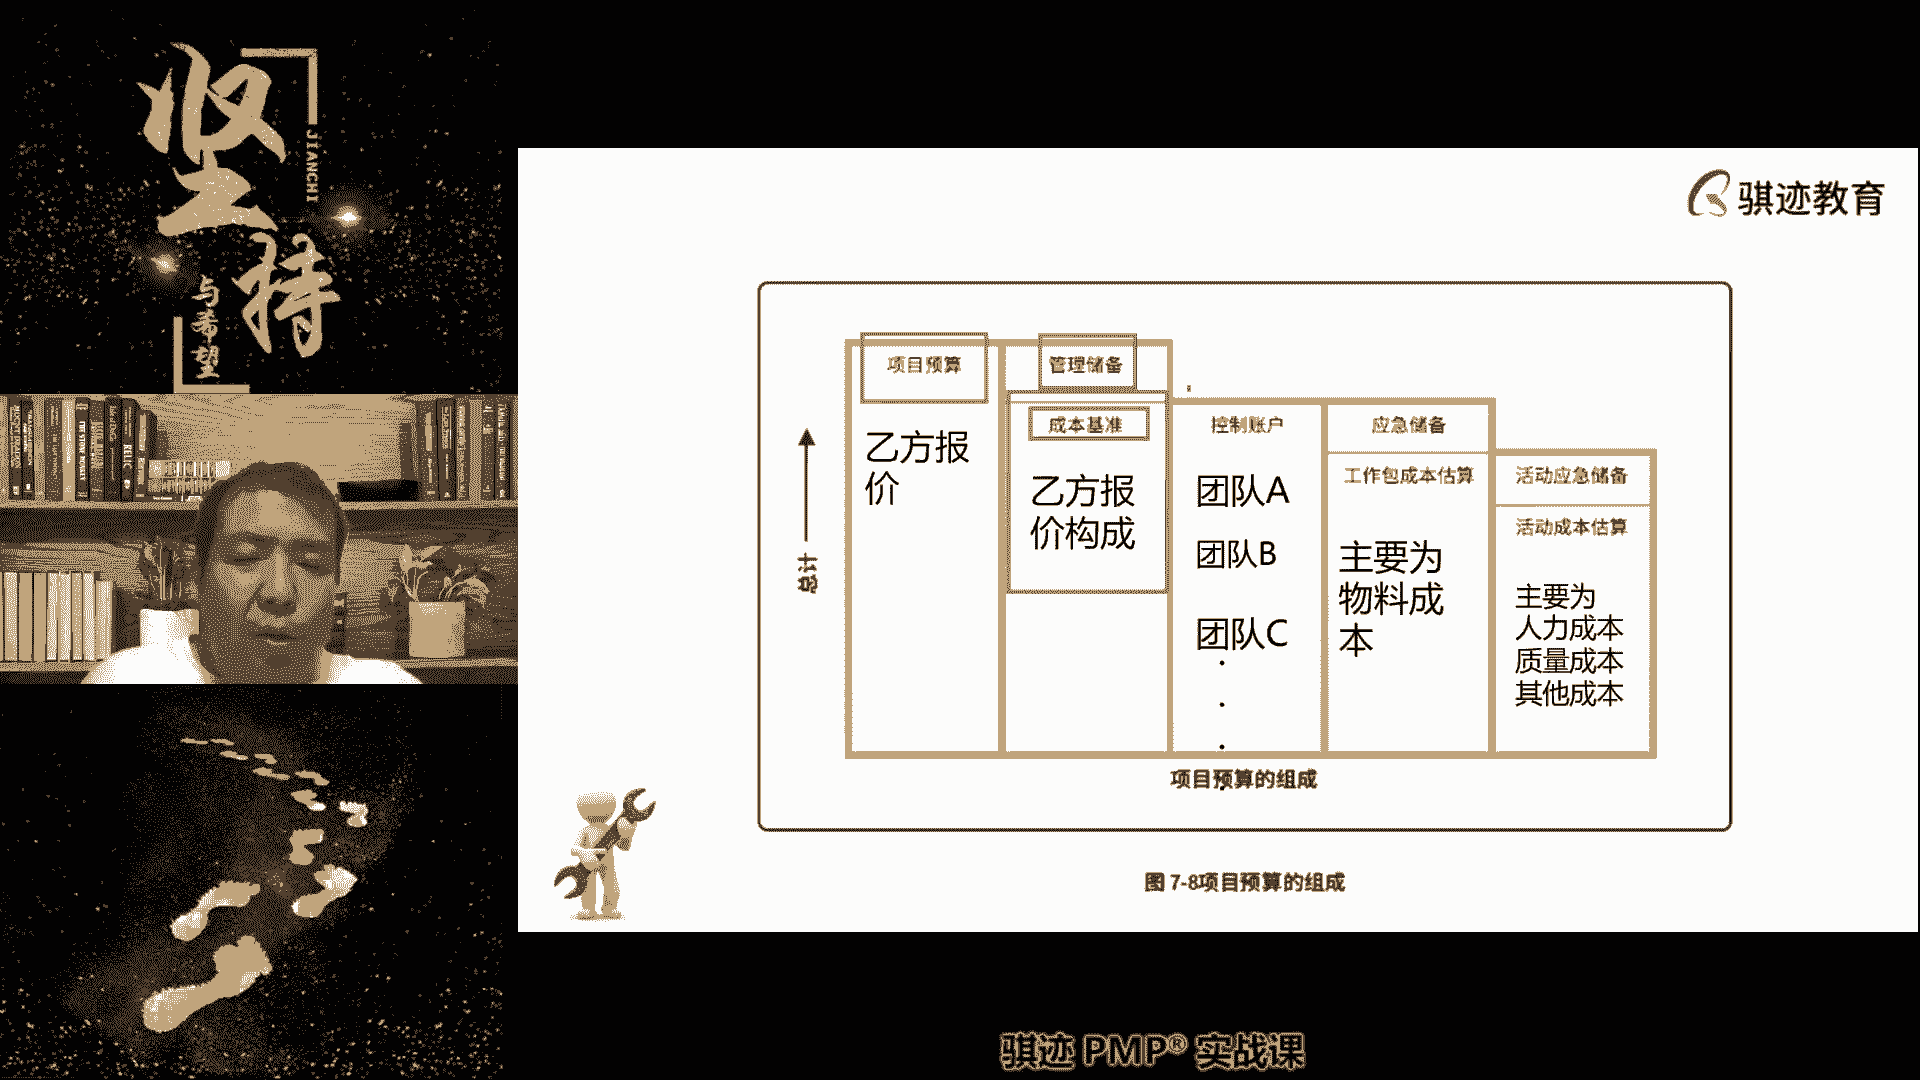 坚持
JIANCHI
与希望
骐迹教育
项目预算
乙方报
价
管理储备
成本基准
乙方报
价构成
控制账户
团队A
团队B
团队C
应急储备
工作包成本估算
主要为
物料成
本
活动应急储备
活动成本估算
主要为
人力成本
质量成本
其他成本
总计
项目预算的组成
图 7-8项目预算的组成
骐迹 PMP® 实战课